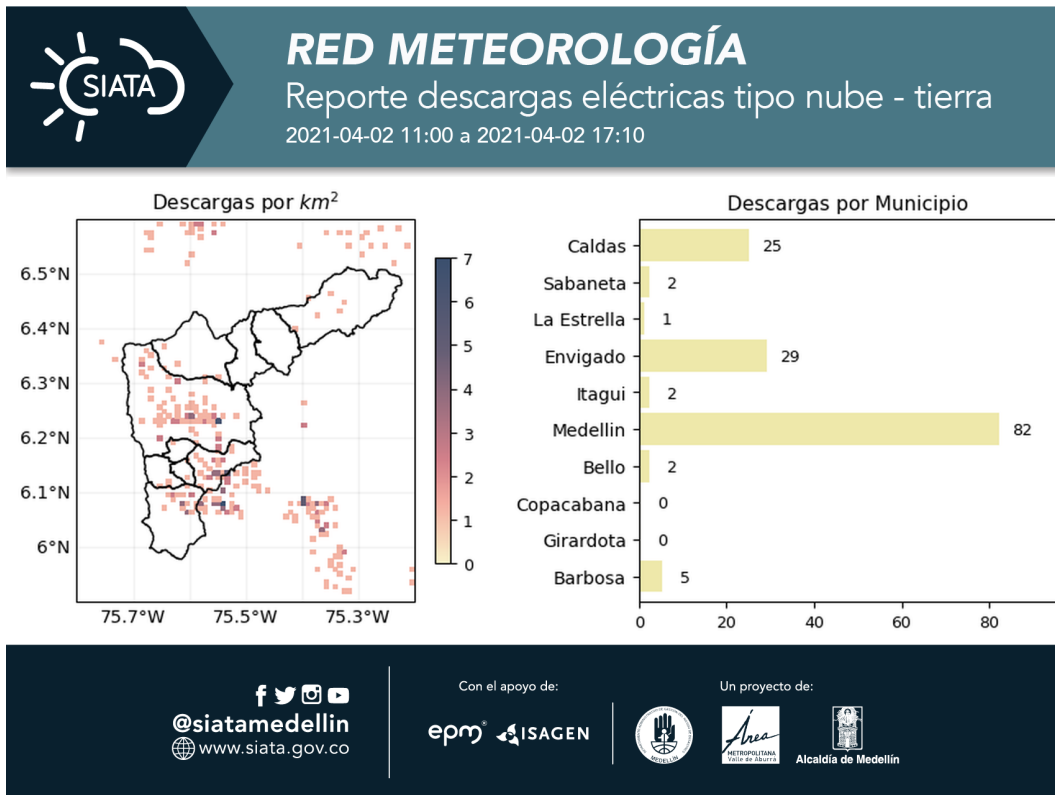 SIATA
RED METEOROLOGÍA
Reporte descargas eléctricas tipo nube - tierra
2021-04-02 11:00 a 2021-04-02 17:10
Descargas por km²
6.5°N
6.4°N
6.3°N
6.2°N
6.1°N
6°N
75.7°W
75.5°W
75.3°W
7
6
5
4
3
2
1
0
Descargas por Municipio
Caldas 25
Sabaneta 2
La Estrella 1
Envigado 29
Itagui 2
Medellin 82
Bello 2
Copacabana 0
Girardota 0
Barbosa 5
0 20 40 60 80
@siatamedellin
www.siata.gov.co
Con el apoyo de:
epm®
ISAGEN
Un proyecto de:
MEDELLIN
Área
METROPOLITANA
Valle de Aburrá
Alcaldía de Medellín